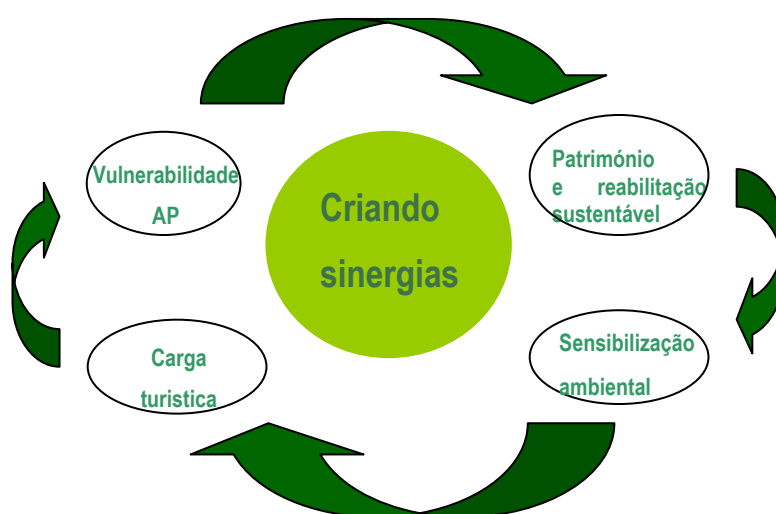 Vulnerabilidade
AP
Património
e reabilitação
sustentável
Criando
sinergias
Carga
turistica
Sensibilização
ambiental